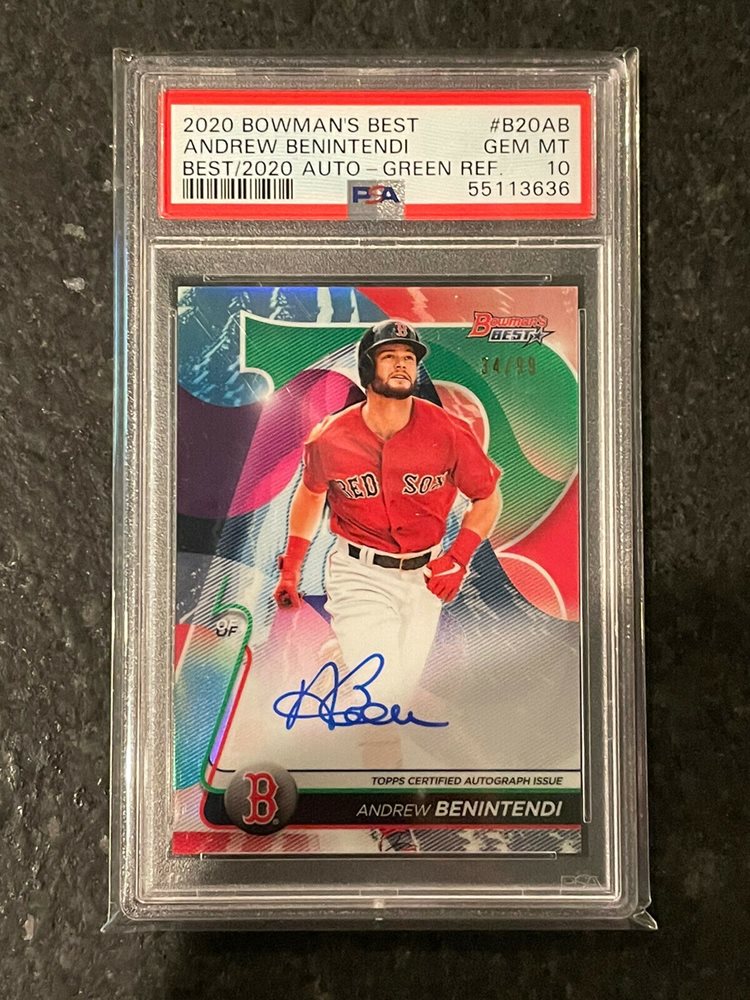 2020 BOWMAN'S BEST #B20AB
ANDREW BENINTENDI GEM MT
BEST/2020 AUTO-GREEN REF. 10
PSA 55113636
Bowman's
BEST
34/99
B
RED SOX
OF
LF
TOPPS CERTIFIED AUTOGRAPH ISSUE
B
ANDREW BENINTENDI
PSA